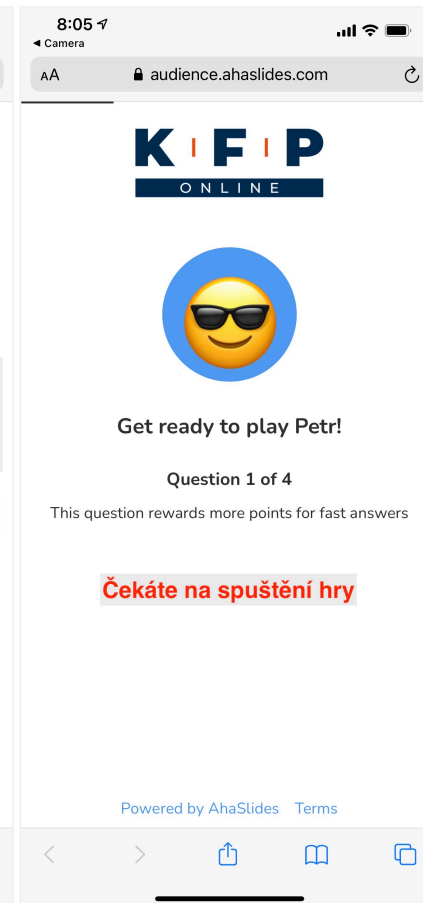 8:05
◀ Camera
AA audience.ahaslides.com
K F P
ONLINE
Get ready to play Petr!
Question 1 of 4
This question rewards more points for fast answers
Čekáte na spuštění hry
Powered by AhaSlides Terms